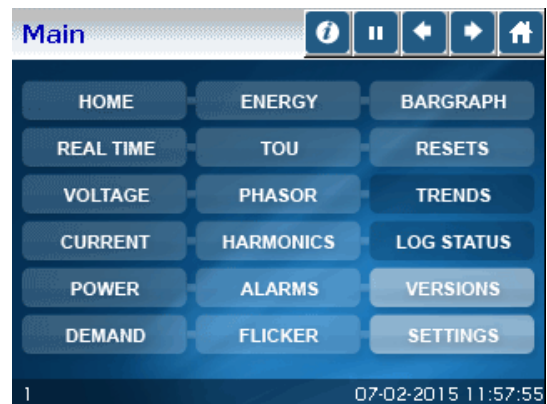 Main
HOME ENERGY BARGRAPH
REAL TIME TOU RESETS
VOLTAGE PHASOR TRENDS
CURRENT HARMONICS LOG STATUS
POWER ALARMS VERSIONS
DEMAND FLICKER SETTINGS
1 07-02-2015 11:57:55